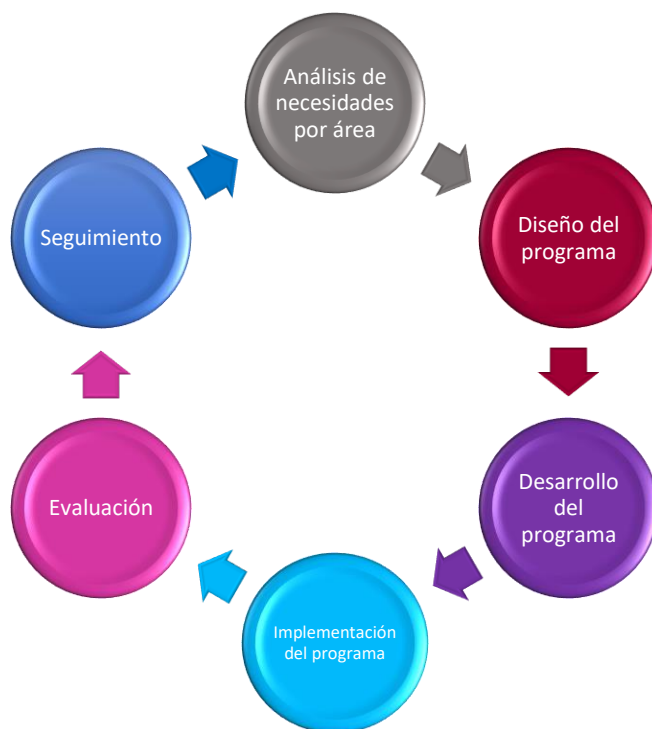 Análisis de
necesidades
por área
Diseño del
programa
Desarrollo
del
programa
Implementación
del programa
Evaluación
Seguimiento